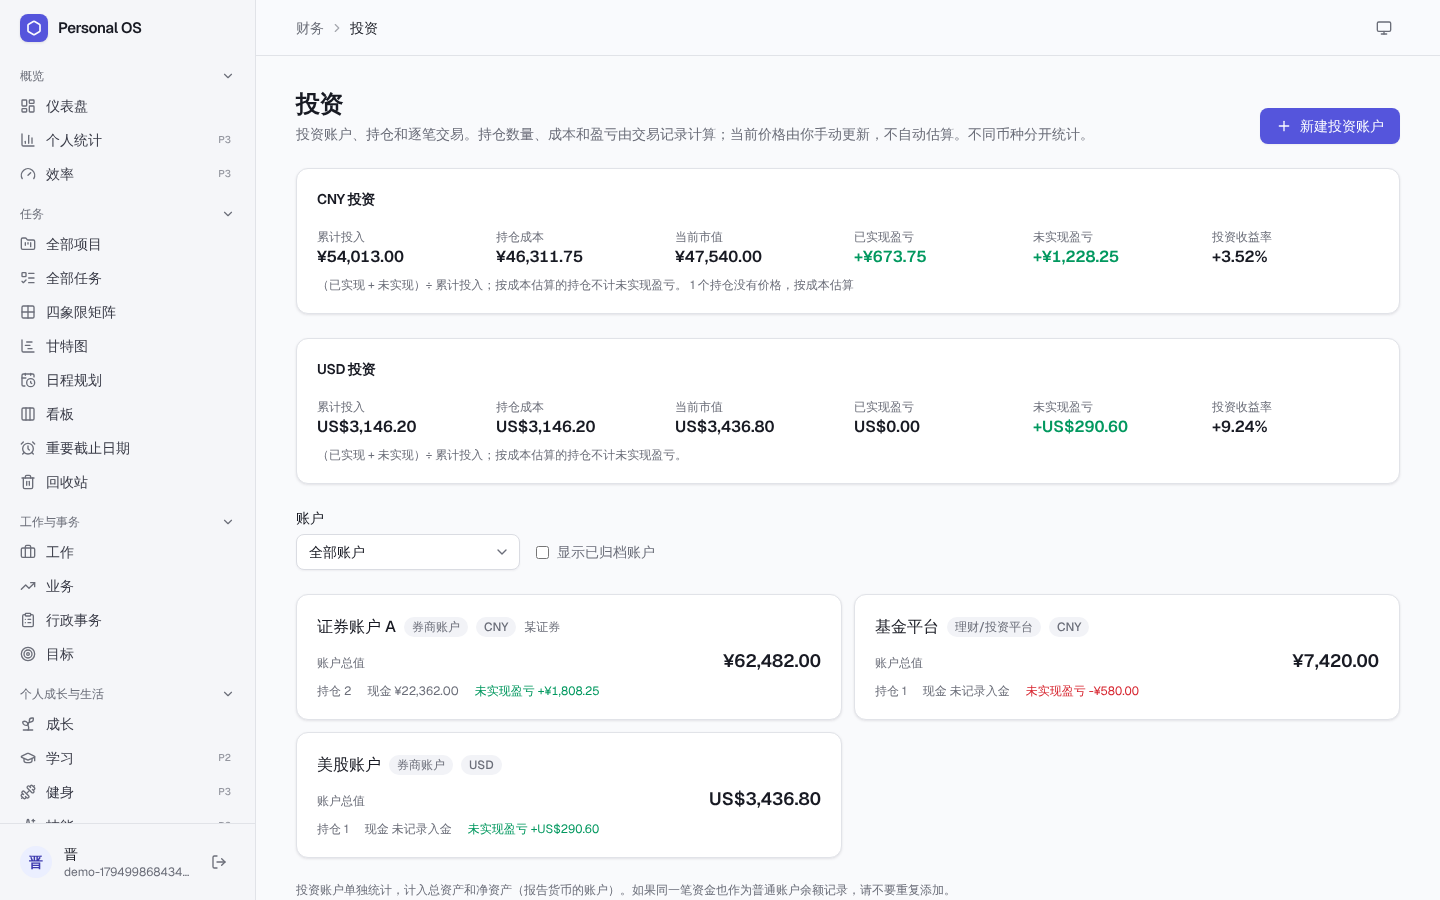 Personal OS
概览
仪表盘
个人统计 P3
效率 P3
任务
全部项目
全部任务
四象限矩阵
甘特图
日程规划
看板
重要截止日期
回收站
工作与事务
工作
业务
行政事务
目标
个人成长与生活
成长
学习 P2
健身 P3
晋
晋
demo-179499868434...
财务 > 投资
投资
投资账户、持仓和逐笔交易。持仓数量、成本和盈亏由交易记录计算；当前价格由你手动更新，不自动估算。不同币种分开统计。
+ 新建投资账户
CNY 投资
累计投入 持仓成本 当前市值 已实现盈亏 未实现盈亏 投资收益率
¥54,013.00 ¥46,311.75 ¥47,540.00 +¥673.75 +¥1,228.25 +3.52%
（已实现 + 未实现）÷ 累计投入；按成本估算的持仓不计未实现盈亏。 1 个持仓没有价格，按成本估算
USD 投资
累计投入 持仓成本 当前市值 已实现盈亏 未实现盈亏 投资收益率
US$3,146.20 US$3,146.20 US$3,436.80 US$0.00 +US$290.60 +9.24%
（已实现 + 未实现）÷ 累计投入；按成本估算的持仓不计未实现盈亏。
账户
全部账户 显示已归档账户
证券账户 A 券商账户 CNY 某证券
账户总值 ¥62,482.00
持仓 2 现金 ¥22,362.00 未实现盈亏 +¥1,808.25
基金平台 理财/投资平台 CNY
账户总值 ¥7,420.00
持仓 1 现金 未记录入金 未实现盈亏 -¥580.00
美股账户 券商账户 USD
账户总值 US$3,436.80
持仓 1 现金 未记录入金 未实现盈亏 +US$290.60
投资账户单独统计，计入总资产和净资产（报告货币的账户）。如果同一笔资金也作为普通账户余额记录，请不要重复添加。